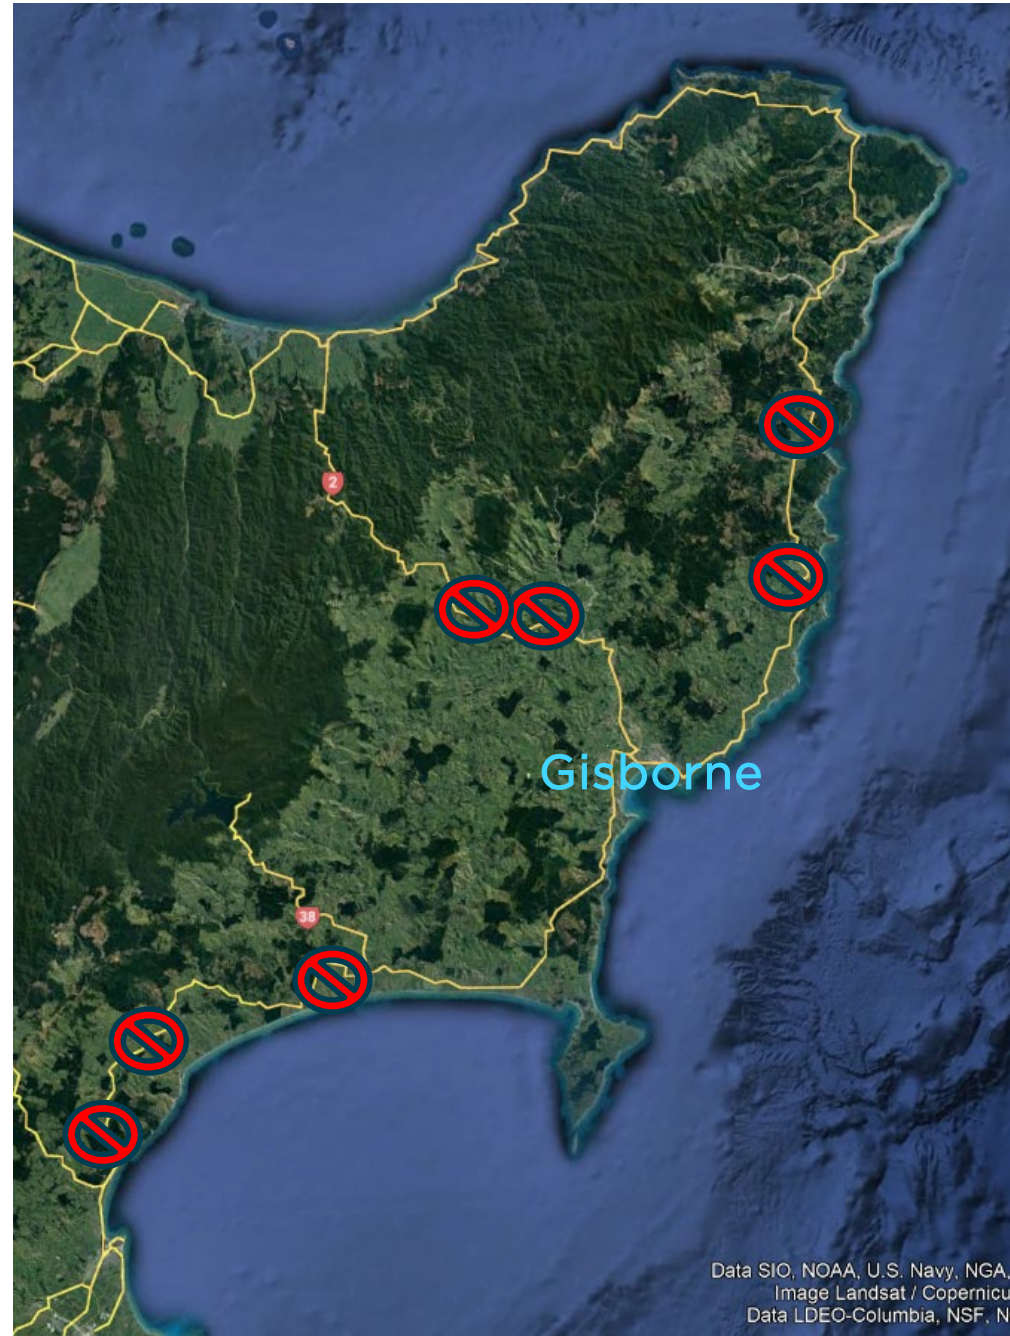 2
Gisborne
38
Data SIO, NOAA, U.S. Navy, NGA,
Image Landsat / Copernicu
Data LDEO-Columbia, NSF, N